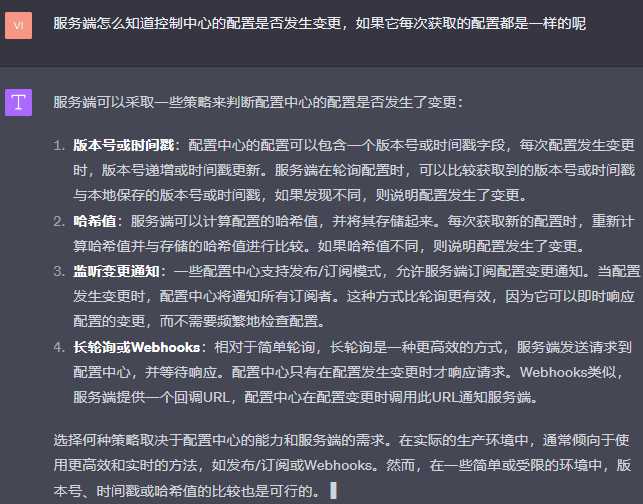 VI
服务端怎么知道控制中心的配置是否发生变更，如果它每次获取的配置都是一样的呢
T
服务端可以采取一些策略来判断配置中心的配置是否发生了变更：
1. 版本号或时间戳：配置中心的配置可以包含一个版本号或时间戳字段，每次配置发生变更
时，版本号递增或时间戳更新。服务端在轮询配置时，可以比较获取到的版本号或时间戳
与本地保存的版本号或时间戳，如果发现不同，则说明配置发生了变更。
2. 哈希值：服务端可以计算配置的哈希值，并将其存储起来。每次获取新的配置时，重新计
算哈希值并与存储的哈希值进行比较。如果哈希值不同，则说明配置发生了变更。
3. 监听变更通知：一些配置中心支持发布/订阅模式，允许服务端订阅配置变更通知。当配置
发生变更时，配置中心将通知所有订阅者。这种方式比轮询更有效，因为它可以即时响应
配置的变更，而不需要频繁地检查配置。
4. 长轮询或Webhooks：相对于简单轮询，长轮询是一种更高效的方式，服务端发送请求到
配置中心，并等待响应。配置中心只有在配置发生变更时才响应请求。Webhooks类似，
服务端提供一个回调URL，配置中心在配置变更时调用此URL通知服务端。
选择何种策略取决于配置中心的能力和服务端的需求。在实际的生产环境中，通常倾向于使
用更高效和实时的方法，如发布/订阅或Webhooks。然而，在一些简单或受限的环境中，版
本号、时间戳或哈希值的比较也是可行的。